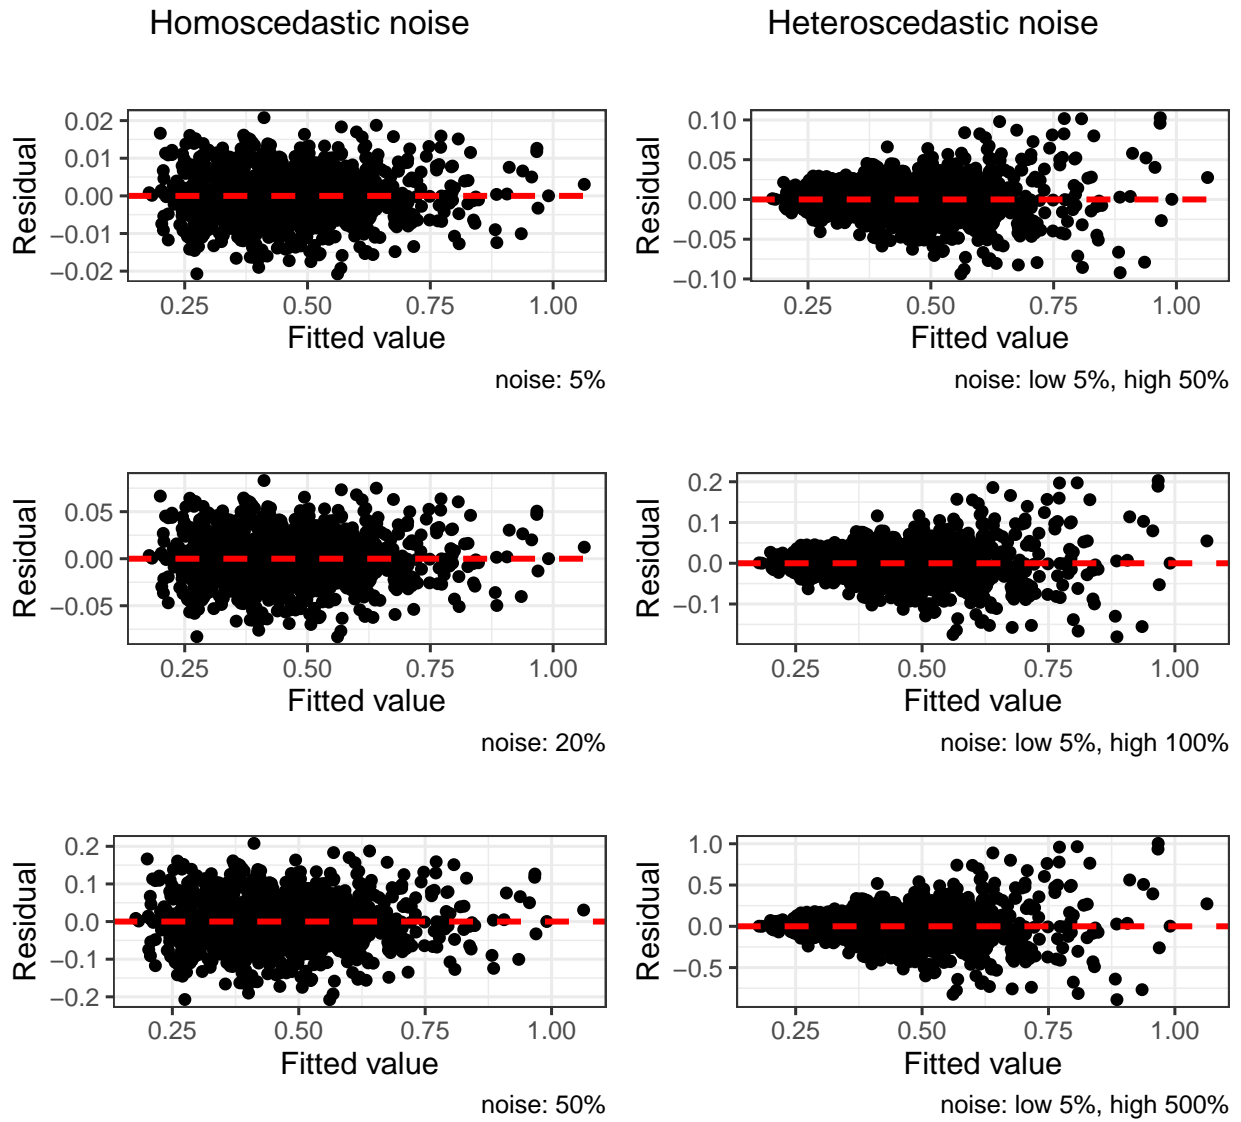 Homoscedastic noise
Heteroscedastic noise
Residual
0.02
0.01
0.00
−0.01
−0.02
0.25 0.50 0.75 1.00
Fitted value
noise: 5%
Residual
0.10
0.05
0.00
−0.05
−0.10
0.25 0.50 0.75 1.00
Fitted value
noise: low 5%, high 50%
Residual
0.05
0.00
−0.05
0.25 0.50 0.75 1.00
Fitted value
noise: 20%
Residual
0.2
0.1
0.0
−0.1
0.25 0.50 0.75 1.00
Fitted value
noise: low 5%, high 100%
Residual
0.2
0.1
0.0
−0.1
−0.2
0.25 0.50 0.75 1.00
Fitted value
noise: 50%
Residual
1.0
0.5
0.0
−0.5
0.25 0.50 0.75 1.00
Fitted value
noise: low 5%, high 500%